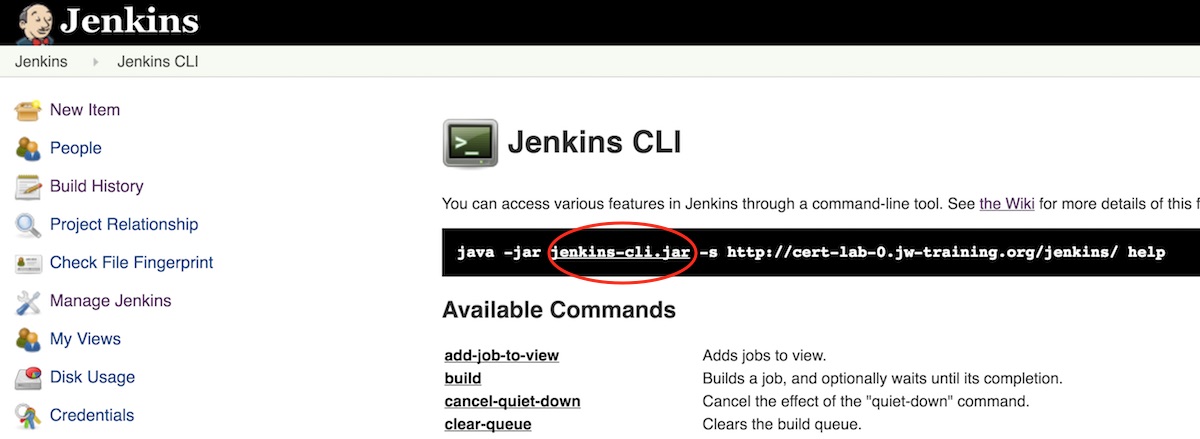 Jenkins
Jenkins Jenkins CLI
New Item
People
Build History
Project Relationship
Check File Fingerprint
Manage Jenkins
My Views
Disk Usage
Credentials
>_
Jenkins CLI
You can access various features in Jenkins through a command-line tool. See the Wiki for more details of this f
java -jar jenkins-cli.jar -s http://cert-lab-0.jw-training.org/jenkins/ help
Available Commands
add-job-to-view Adds jobs to view.
build Builds a job, and optionally waits until its completion.
cancel-quiet-down Cancel the effect of the "quiet-down" command.
clear-queue Clears the build queue.